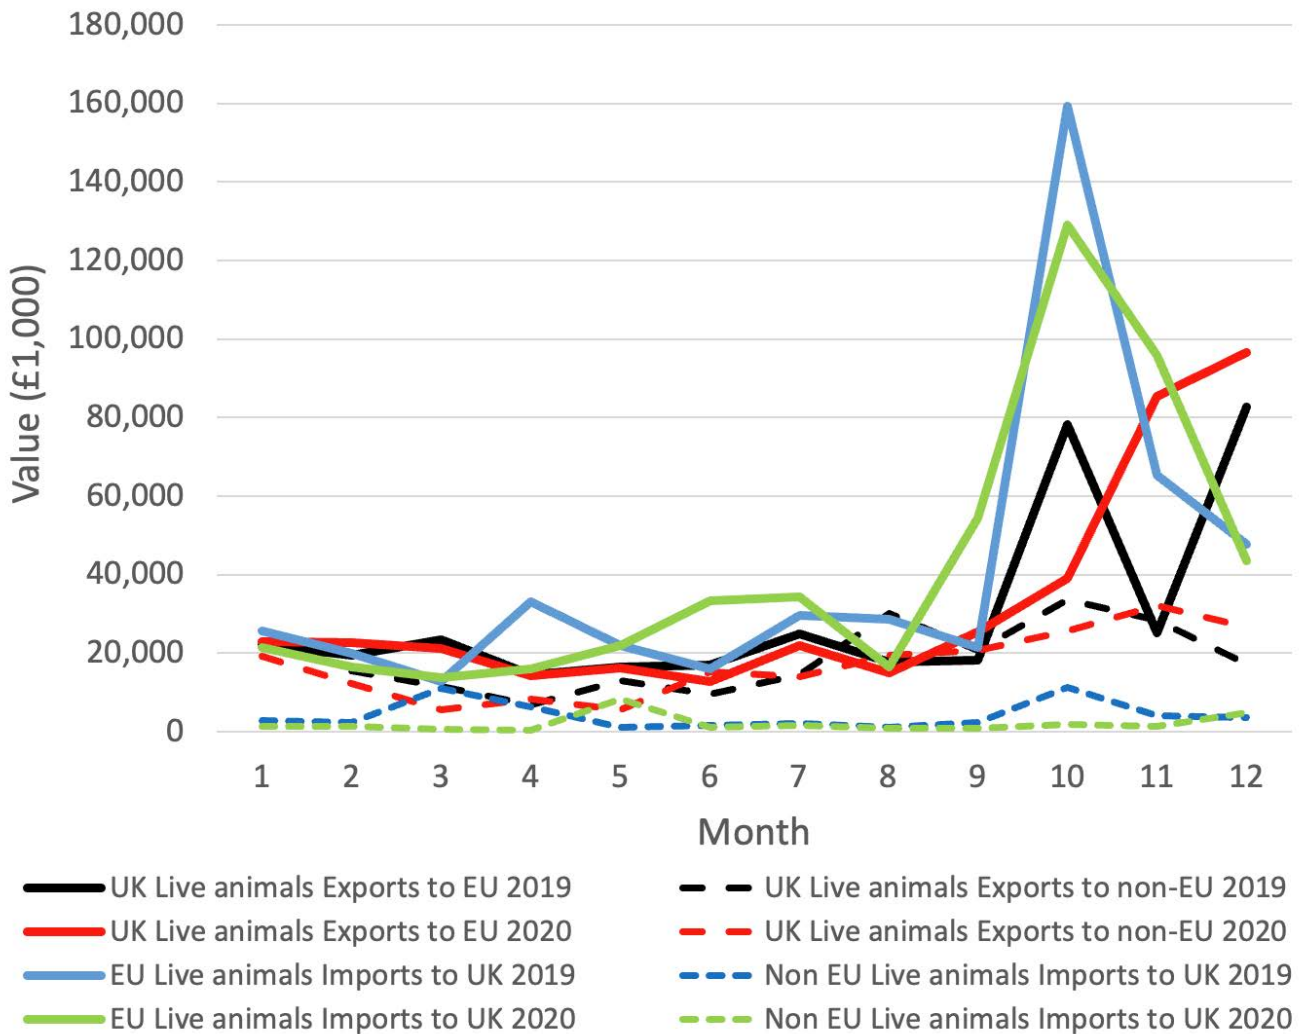 180,000
160,000
140,000
120,000
100,000
80,000
60,000
40,000
20,000
0
Value (£1,000)
1 2 3 4 5 6 7 8 9 10 11 12
Month
UK Live animals Exports to EU 2019
UK Live animals Exports to non-EU 2019
UK Live animals Exports to EU 2020
UK Live animals Exports to non-EU 2020
EU Live animals Imports to UK 2019
Non EU Live animals Imports to UK 2019
EU Live animals Imports to UK 2020
Non EU Live animals Imports to UK 2020